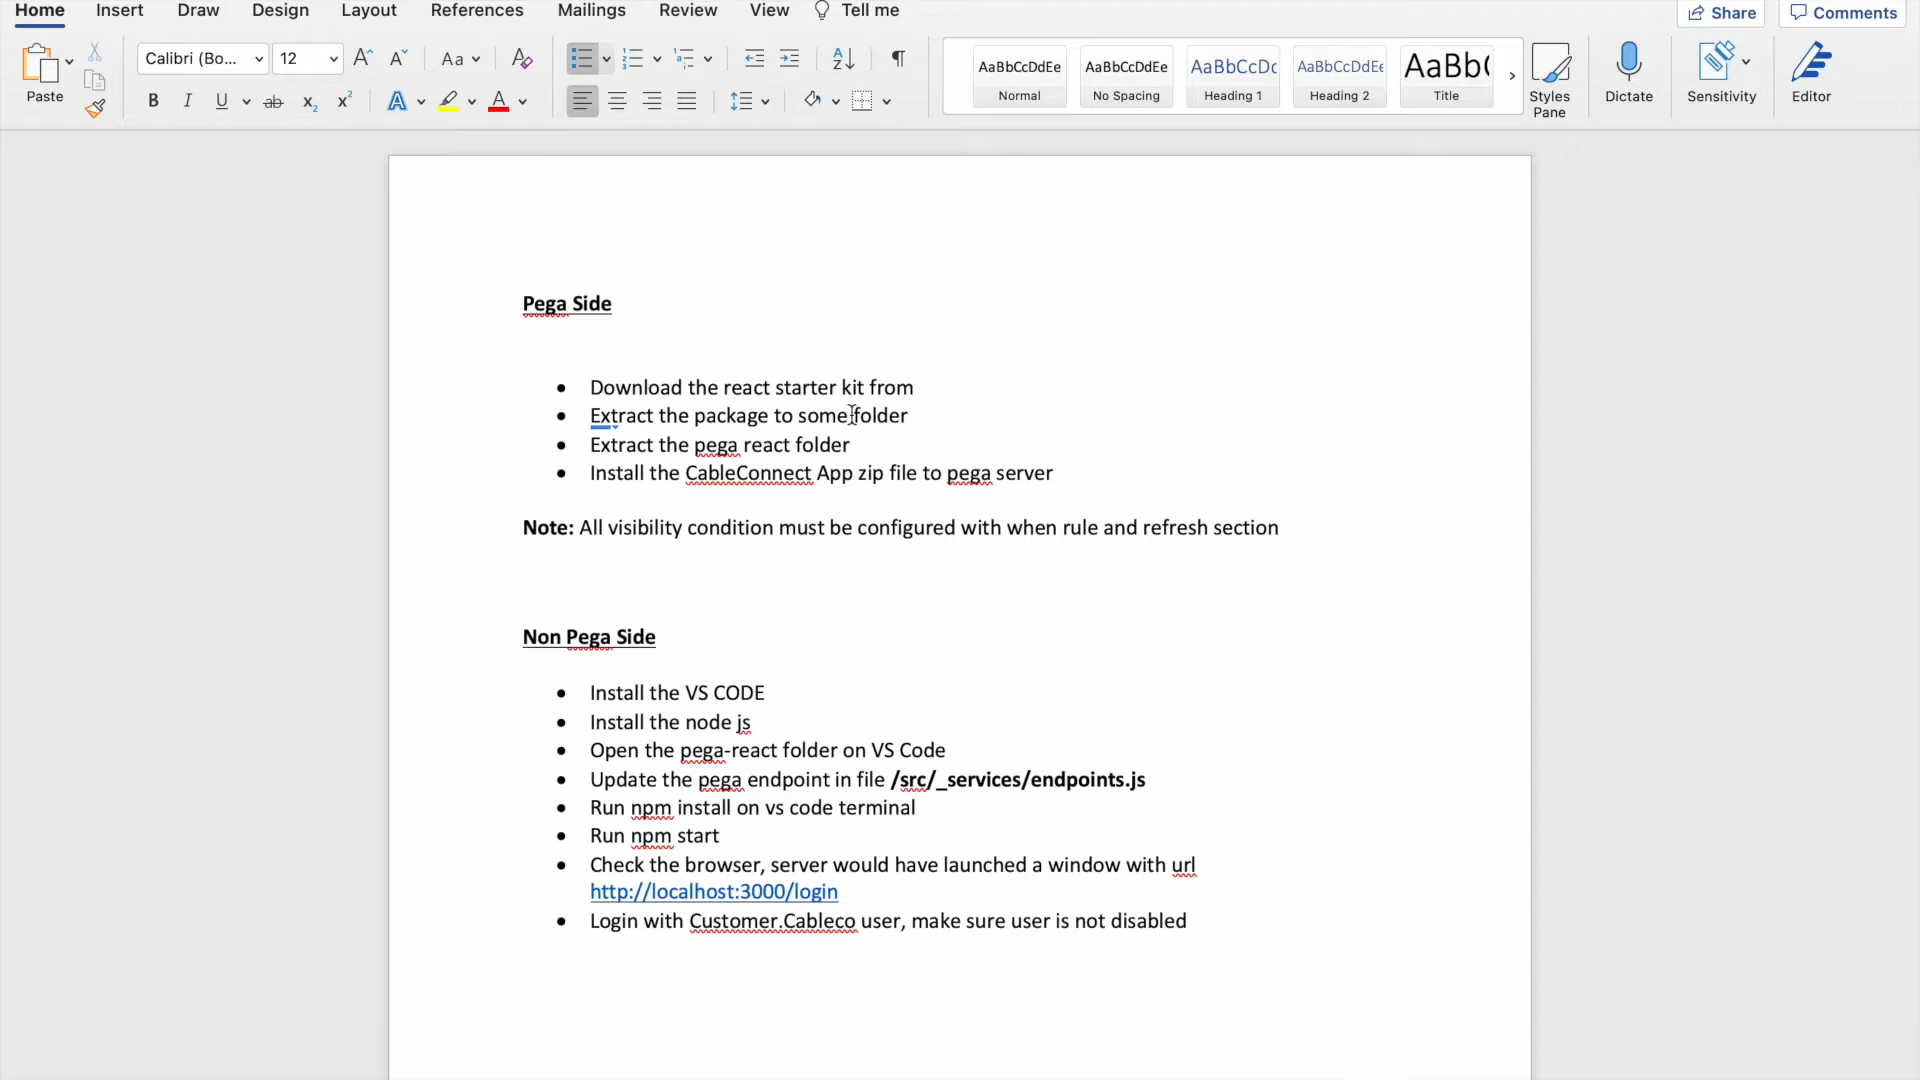 Home Insert Draw Design Layout References Mailings Review View Tell me Share Comments
Paste Calibri (Bo... 12 Aa
B I U ab x₂ x² A A
AaBbCcDdEe Normal
AaBbCcDdEe No Spacing
AaBbCcDc Heading 1
AaBbCcDdEe Heading 2
AaBb( Title
Styles Pane
Dictate
Sensitivity
Editor
Pega Side
• Download the react starter kit from
• Extract the package to some folder
• Extract the pega react folder
• Install the CableConnect App zip file to pega server
Note: All visibility condition must be configured with when rule and refresh section
Non Pega Side
• Install the VS CODE
• Install the node js
• Open the pega-react folder on VS Code
• Update the pega endpoint in file /src/_services/endpoints.js
• Run npm install on vs code terminal
• Run npm start
• Check the browser, server would have launched a window with url
http://localhost:3000/login
• Login with Customer.Cableco user, make sure user is not disabled